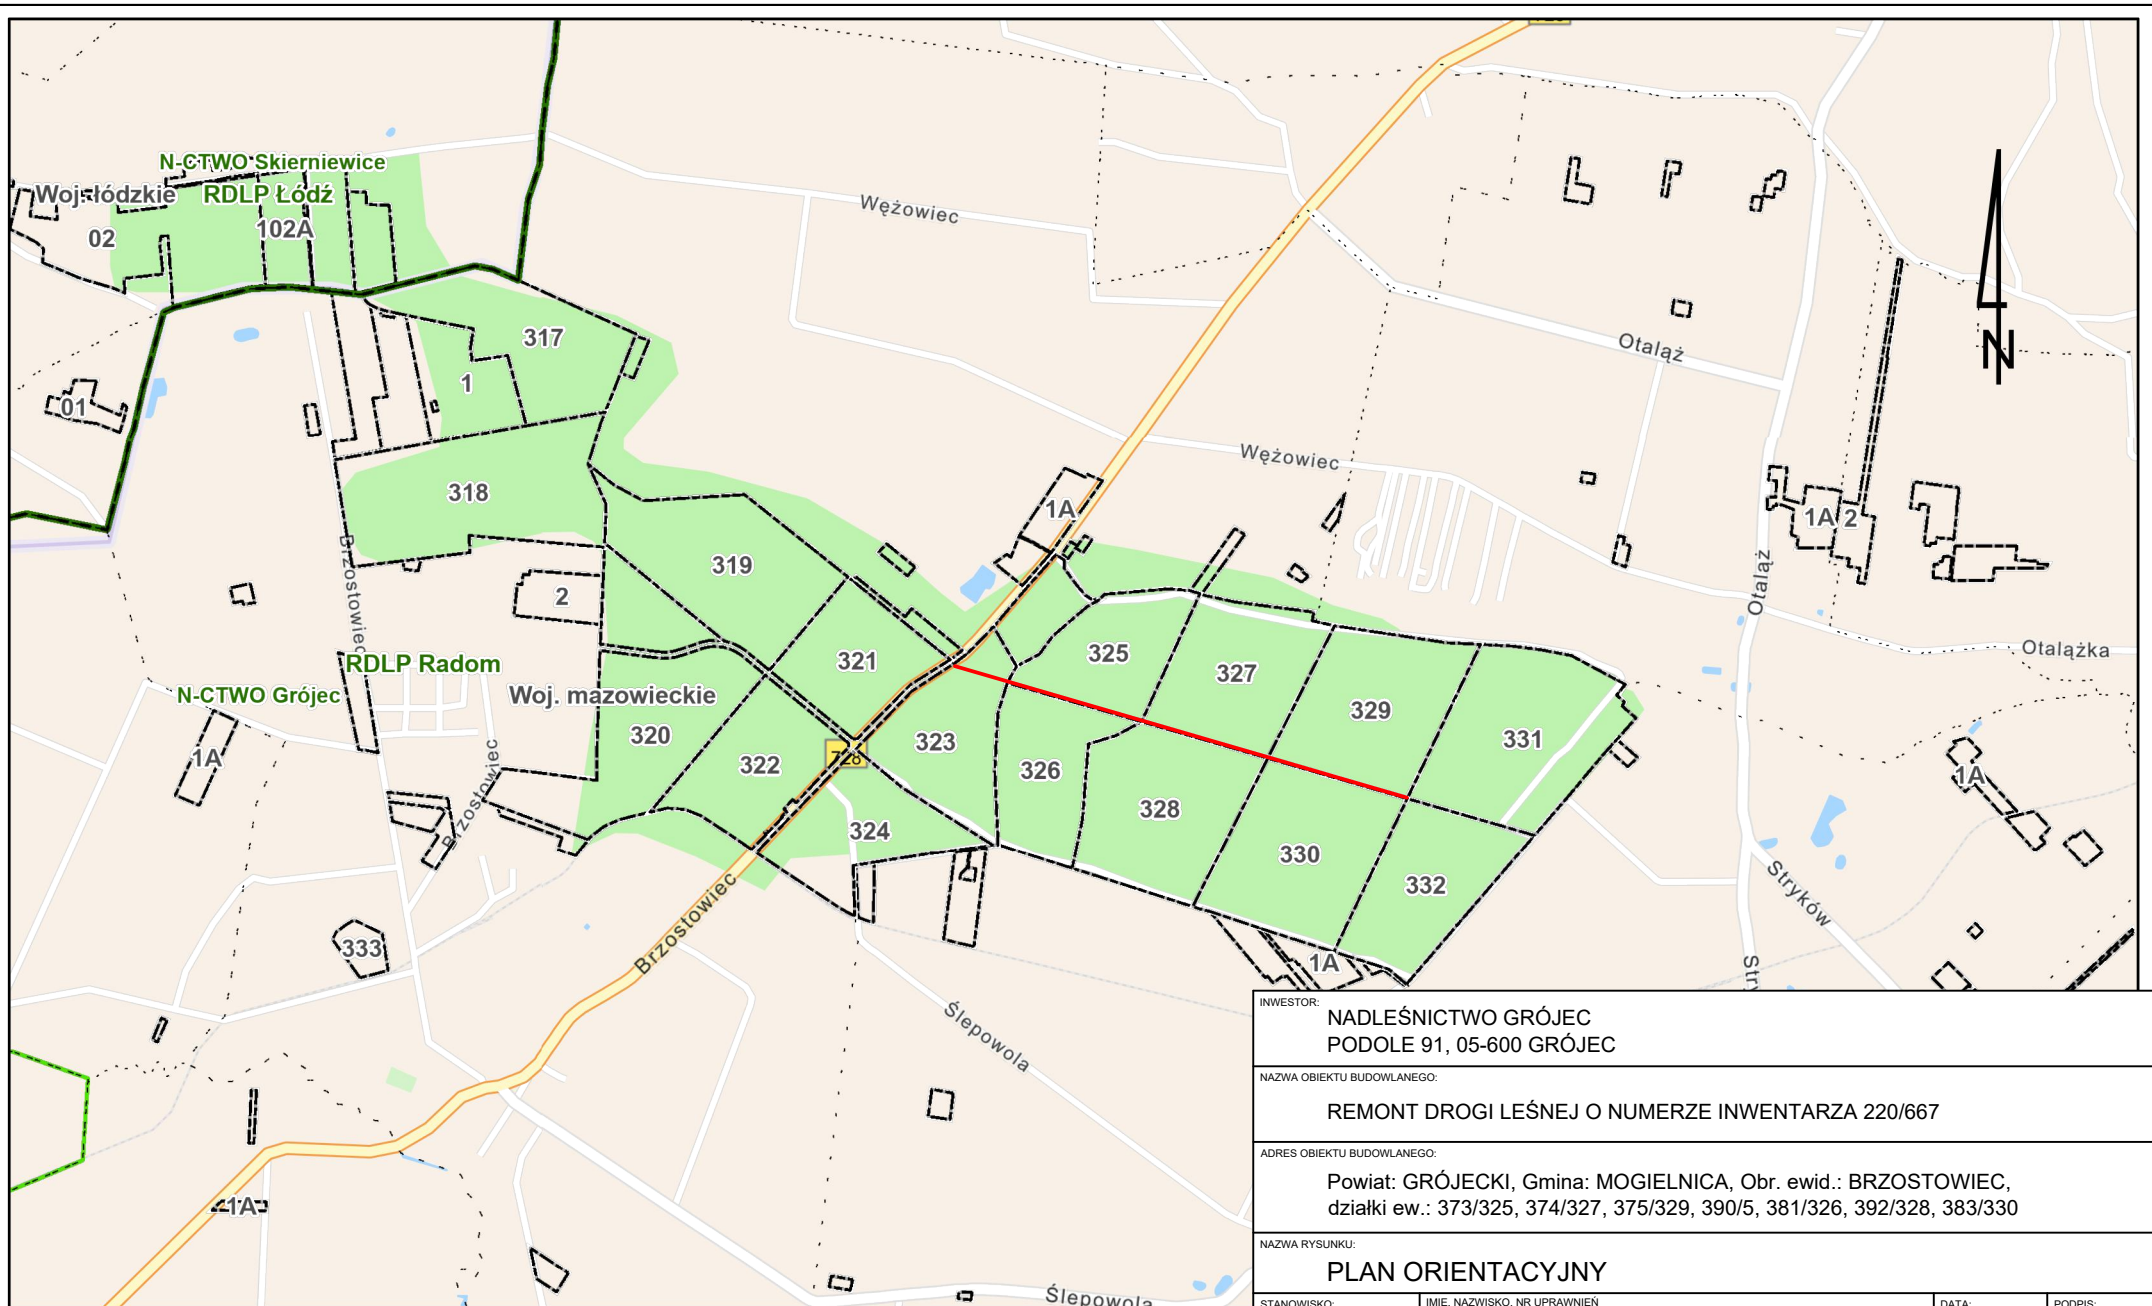 N-CTWO Skierniewice
Woj. łódzkie
RDLP Łódź
02
102A
Wężowiec
317
1
01
Otaląż
N
318
Wężowiec
1A
1A
2
Brzostowiec
319
2
Otaląż
Otalążka
RDLP Radom
N-CTWO Grójec
Woj. mazowieckie
321
325
327
329
331
320
322
728
323
326
1A
Brzostowiec
328
1A
324
330
332
Stryków
Brzostowiec
333
1A
Stry
Ślepowola
1A
Ślepowola
INWESTOR:
NADLEŚNICTWO GRÓJEC
PODOLE 91, 05-600 GRÓJEC
NAZWA OBIEKTU BUDOWLANEGO:
REMONT DROGI LEŚNEJ O NUMERZE INWENTARZA 220/667
ADRES OBIEKTU BUDOWLANEGO:
Powiat: GRÓJECKI, Gmina: MOGIELNICA, Obr. ewid.: BRZOSTOWIEC,
działki ew.: 373/325, 374/327, 375/329, 390/5, 381/326, 392/328, 383/330
NAZWA RYSUNKU:
PLAN ORIENTACYJNY
STANOWISKO:
IMIĘ, NAZWISKO, NR UPRAWNIEŃ
DATA:
PODPIS: